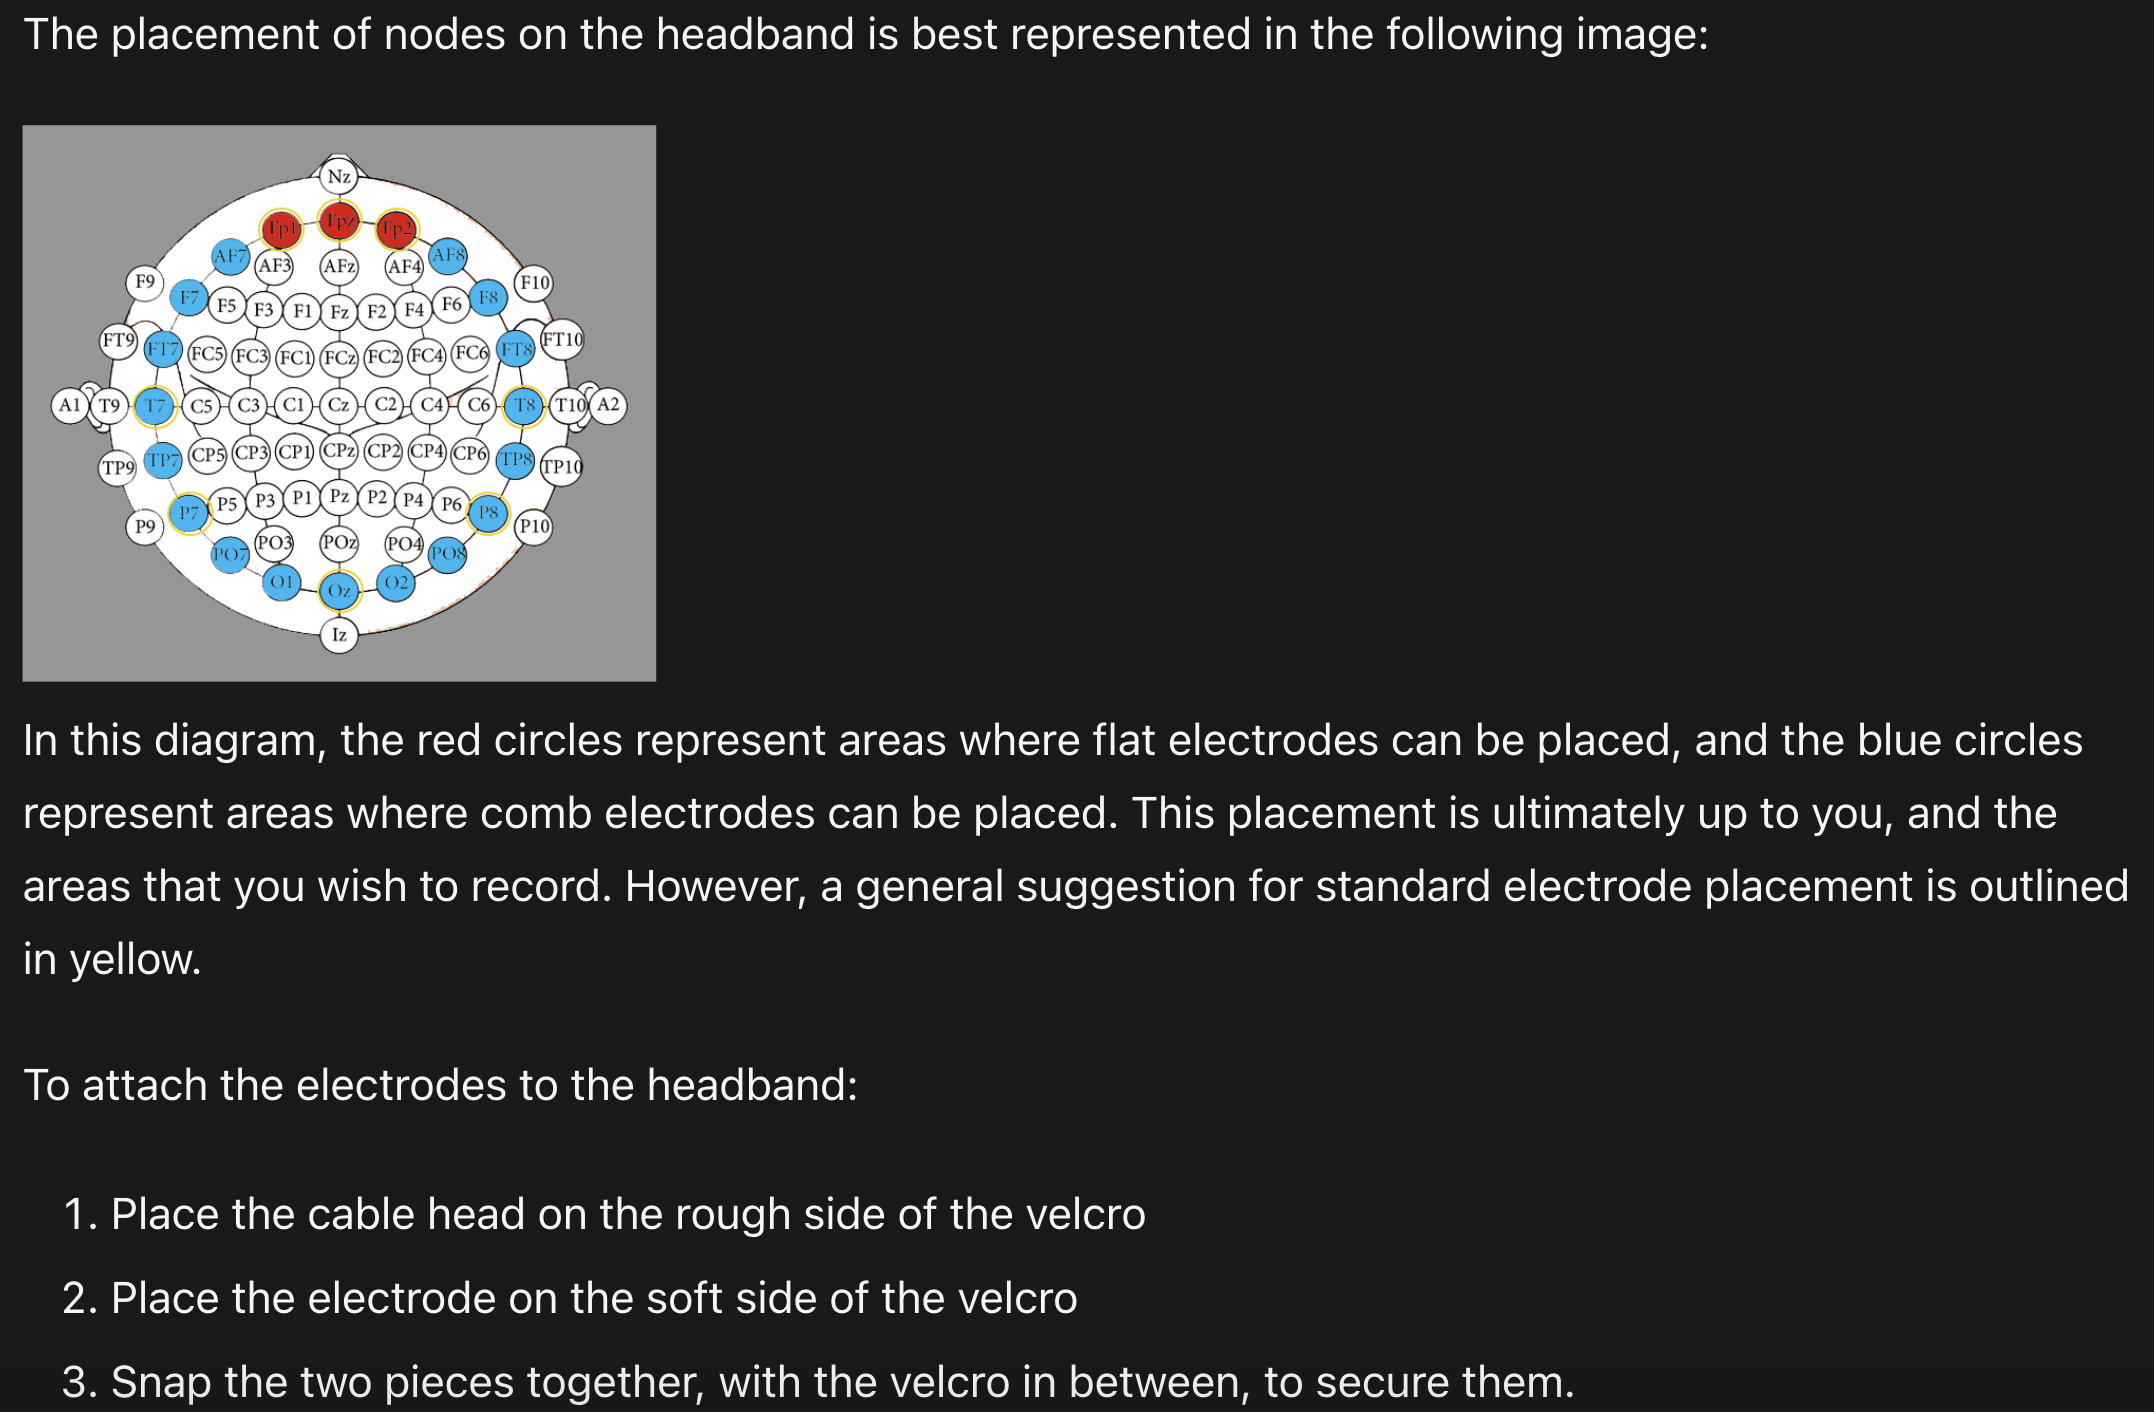 The placement of nodes on the headband is best represented in the following image:
Nz
Fp1 Fpz Fp2
AF7 AF3 AFz AF4 AF8
F9 F7 F5 F3 F1 Fz F2 F4 F6 F8 F10
FT9 FT7 FC5 FC3 FC1 FCz FC2 FC4 FC6 FT8 FT10
A1 T9 T7 C5 C3 C1 Cz C2 C4 C6 T8 T10 A2
TP9 TP7 CP5 CP3 CP1 CPz CP2 CP4 CP6 TP8 TP10
P9 P7 P5 P3 P1 Pz P2 P4 P6 P8 P10
PO7 PO3 POz PO4 PO8
O1 Oz O2
Iz
In this diagram, the red circles represent areas where flat electrodes can be placed, and the blue circles
represent areas where comb electrodes can be placed. This placement is ultimately up to you, and the
areas that you wish to record. However, a general suggestion for standard electrode placement is outlined
in yellow.
To attach the electrodes to the headband:
1. Place the cable head on the rough side of the velcro
2. Place the electrode on the soft side of the velcro
3. Snap the two pieces together, with the velcro in between, to secure them.